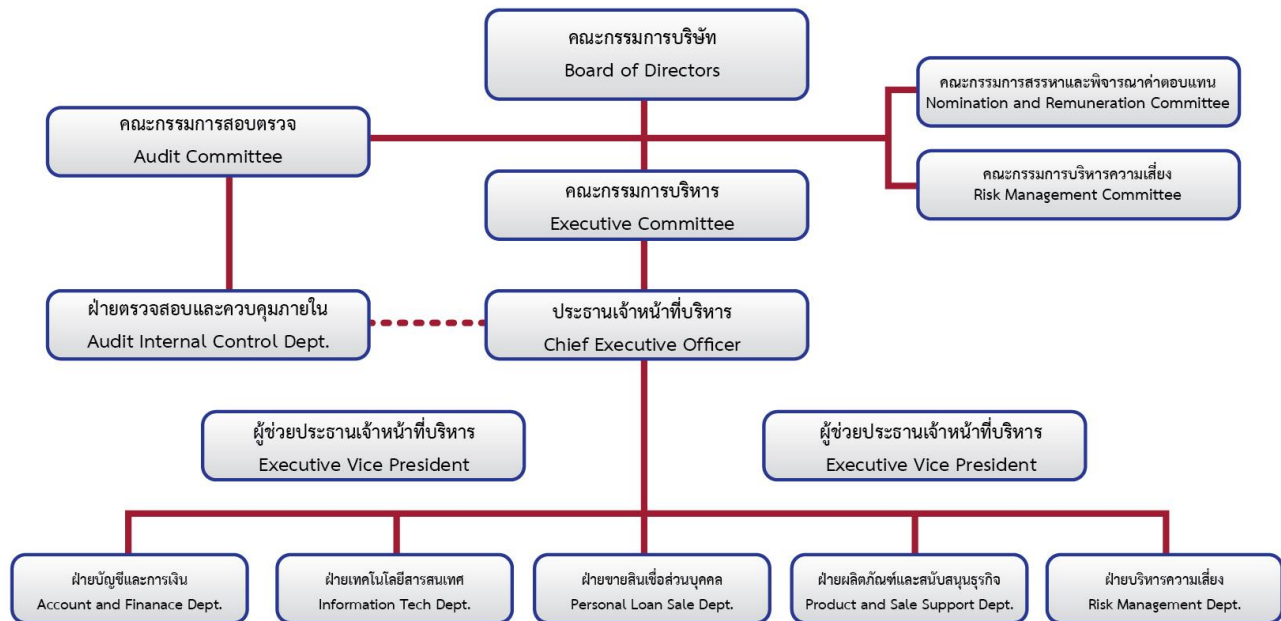 คณะกรรมการบริษัท
Board of Directors
คณะกรรมการสรรหาและพิจารณาค่าตอบแทน
Nomination and Remuneration Committee
คณะกรรมการสอบตรวจ
Audit Committee
คณะกรรมการบริหารความเสี่ยง
Risk Management Committee
คณะกรรมการบริหาร
Executive Committee
ฝ่ายตรวจสอบและควบคุมภายใน
Audit Internal Control Dept.
ประธานเจ้าหน้าที่บริหาร
Chief Executive Officer
ผู้ช่วยประธานเจ้าหน้าที่บริหาร
Executive Vice President
ผู้ช่วยประธานเจ้าหน้าที่บริหาร
Executive Vice President
ฝ่ายบัญชีและการเงิน
Account and Finanace Dept.
ฝ่ายเทคโนโลยีสารสนเทศ
Information Tech Dept.
ฝ่ายขายสินเชื่อส่วนบุคคล
Personal Loan Sale Dept.
ฝ่ายผลิตภัณฑ์และสนับสนุนธุรกิจ
Product and Sale Support Dept.
ฝ่ายบริหารความเสี่ยง
Risk Management Dept.